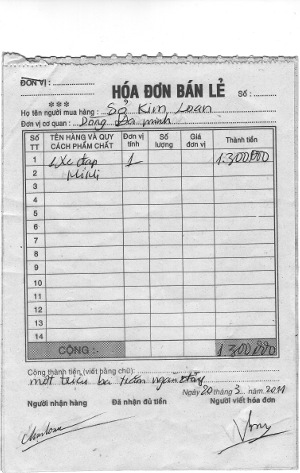 ĐƠN VỊ : ....................
HÓA ĐƠN BÁN LẺ
Số : ............
***
Họ tên người mua hàng : Sở Kim Loan
Đơn vị cơ quan : Dòng Đa minh
Số TT TÊN HÀNG VÀ QUY CÁCH PHẨM CHẤT Đơn vị tính Số lượng Giá đơn vị Thành tiền
1 Xe đạp 1 1.300.000
2
3
4
5
6
7
8
9
10
11
12
13
14
CỘNG :- 1.300.000
Cộng thành tiền (viết bằng chữ):
một triệu ba trăm ngàn đồng
Ngày 20 tháng 3 năm
Người nhận hàng Đã nhận đủ tiền Người viết hóa đơn